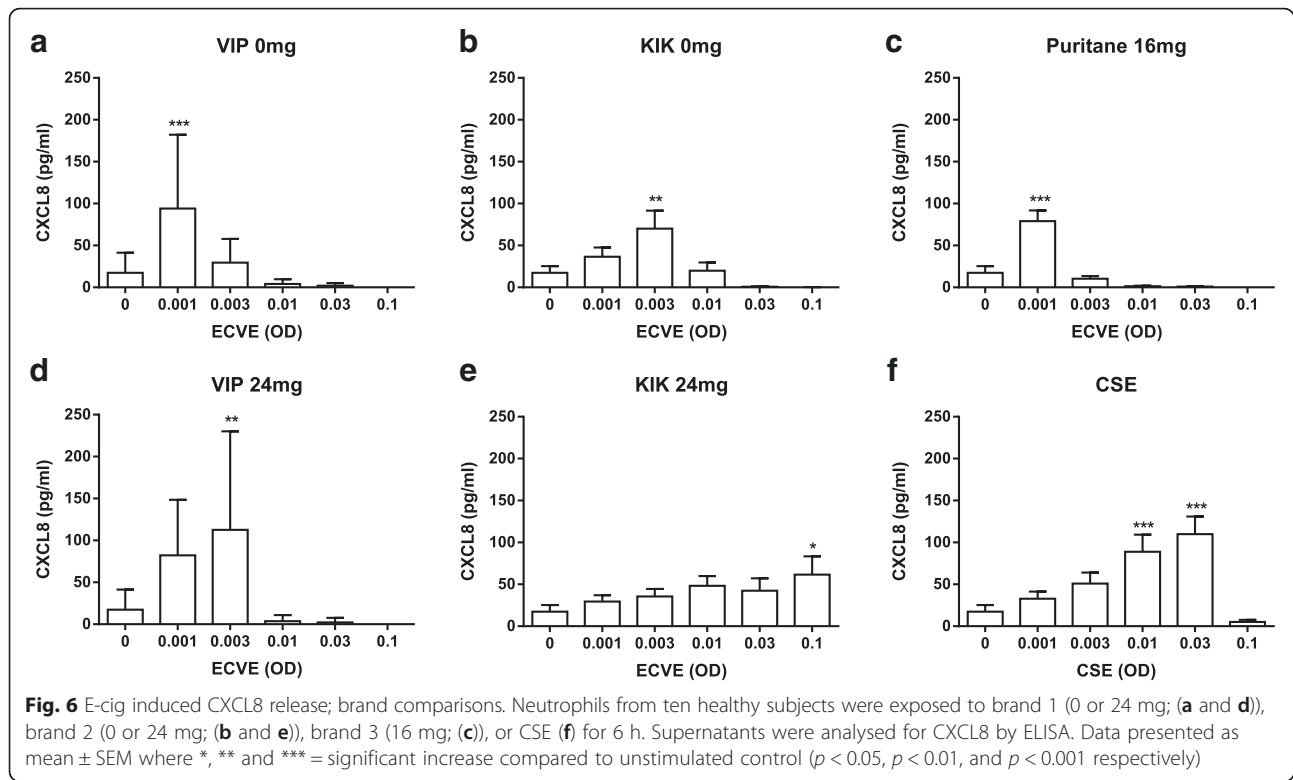 a
VIP 0mg
250
200
150
100
50
0
CXCL8 (pg/ml)
***
0 0.001 0.003 0.01 0.03 0.1
ECVE (OD)
b
KIK 0mg
250
200
150
100
50
0
CXCL8 (pg/ml)
**
0 0.001 0.003 0.01 0.03 0.1
ECVE (OD)
c
Puritane 16mg
250
200
150
100
50
0
CXCL8 (pg/ml)
***
0 0.001 0.003 0.01 0.03 0.1
ECVE (OD)
d
VIP 24mg
250
200
150
100
50
0
CXCL8 (pg/ml)
**
0 0.001 0.003 0.01 0.03 0.1
ECVE (OD)
e
KIK 24mg
250
200
150
100
50
0
CXCL8 (pg/ml)
*
0 0.001 0.003 0.01 0.03 0.1
ECVE (OD)
f
CSE
250
200
150
100
50
0
CXCL8 (pg/ml)
*** ***
0 0.001 0.003 0.01 0.03 0.1
CSE (OD)
Fig. 6 E-cig induced CXCL8 release; brand comparisons. Neutrophils from ten healthy subjects were exposed to brand 1 (0 or 24 mg; (a and d)),
brand 2 (0 or 24 mg; (b and e)), brand 3 (16 mg; (c)), or CSE (f) for 6 h. Supernatants were analysed for CXCL8 by ELISA. Data presented as
mean ± SEM where *, ** and *** = significant increase compared to unstimulated control (p < 0.05, p < 0.01, and p < 0.001 respectively)